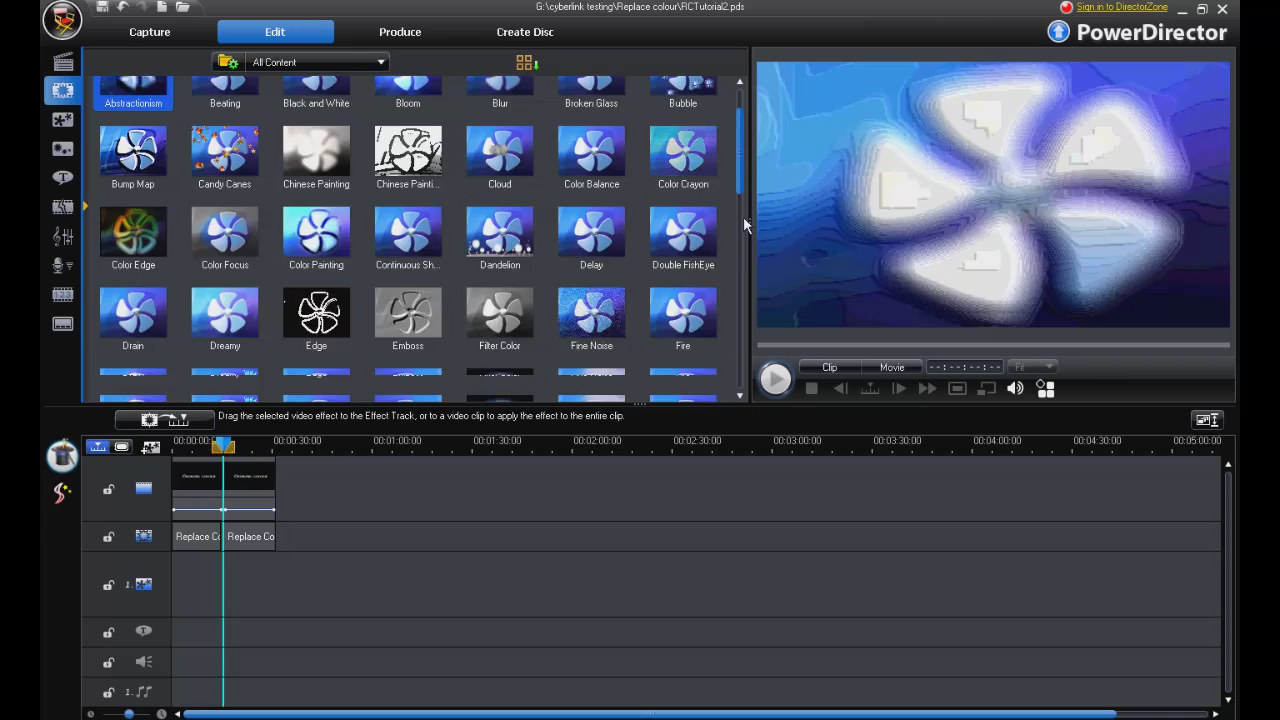 G:\cyberlink testing\Replace colour\RCTutorial2.pds
Sign in to DirectorZone
Capture
Edit
Produce
Create Disc
PowerDirector
All Content
Abstractionism
Beating
Black and White
Bloom
Blur
Broken Glass
Bubble
Bump Map
Candy Canes
Chinese Painting
Chinese Painti...
Cloud
Color Balance
Color Crayon
Color Edge
Color Focus
Color Painting
Continuous Sh...
Dandelion
Delay
Double FishEye
Drain
Dreamy
Edge
Emboss
Filter Color
Fine Noise
Fire
Clip
Movie
--:--:--:--
Fit
Drag the selected video effect to the Effect Track, or to a video clip to apply the effect to the entire clip.
00:00:00
00:00:30:00
00:01:00:00
00:01:30:00
00:02:00:00
00:02:30:00
00:03:00:00
00:03:30:00
00:04:00:00
00:04:30:00
00:05:00:00
Replace Co
Replace Co
1.
1.